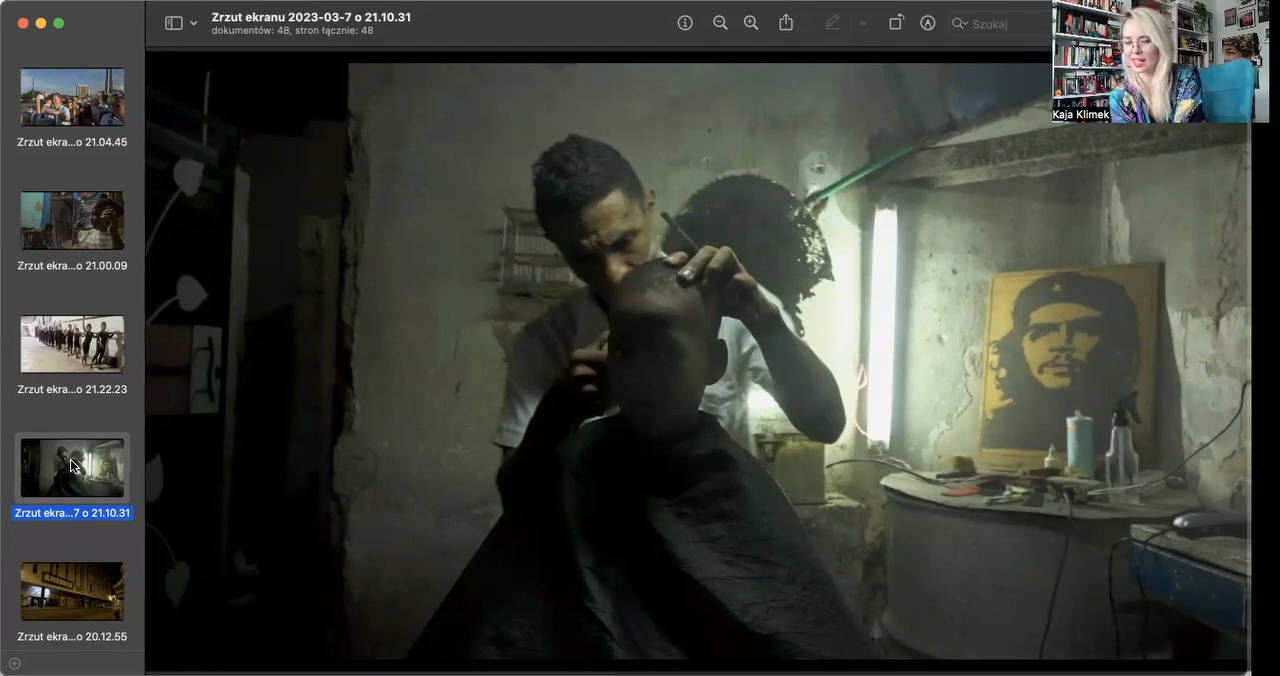 Zrzut ekranu 2023-03-7 o 21.10.31
dokumentów: 48, stron łącznie: 48
Szukaj
Kaja Klimek
Zrzut ekra...o 21.04.45
Zrzut ekra...o 21.00.09
Zrzut ekra...o 21.22.23
Zrzut ekra...7 o 21.10.31
Zrzut ekra...o 20.12.55